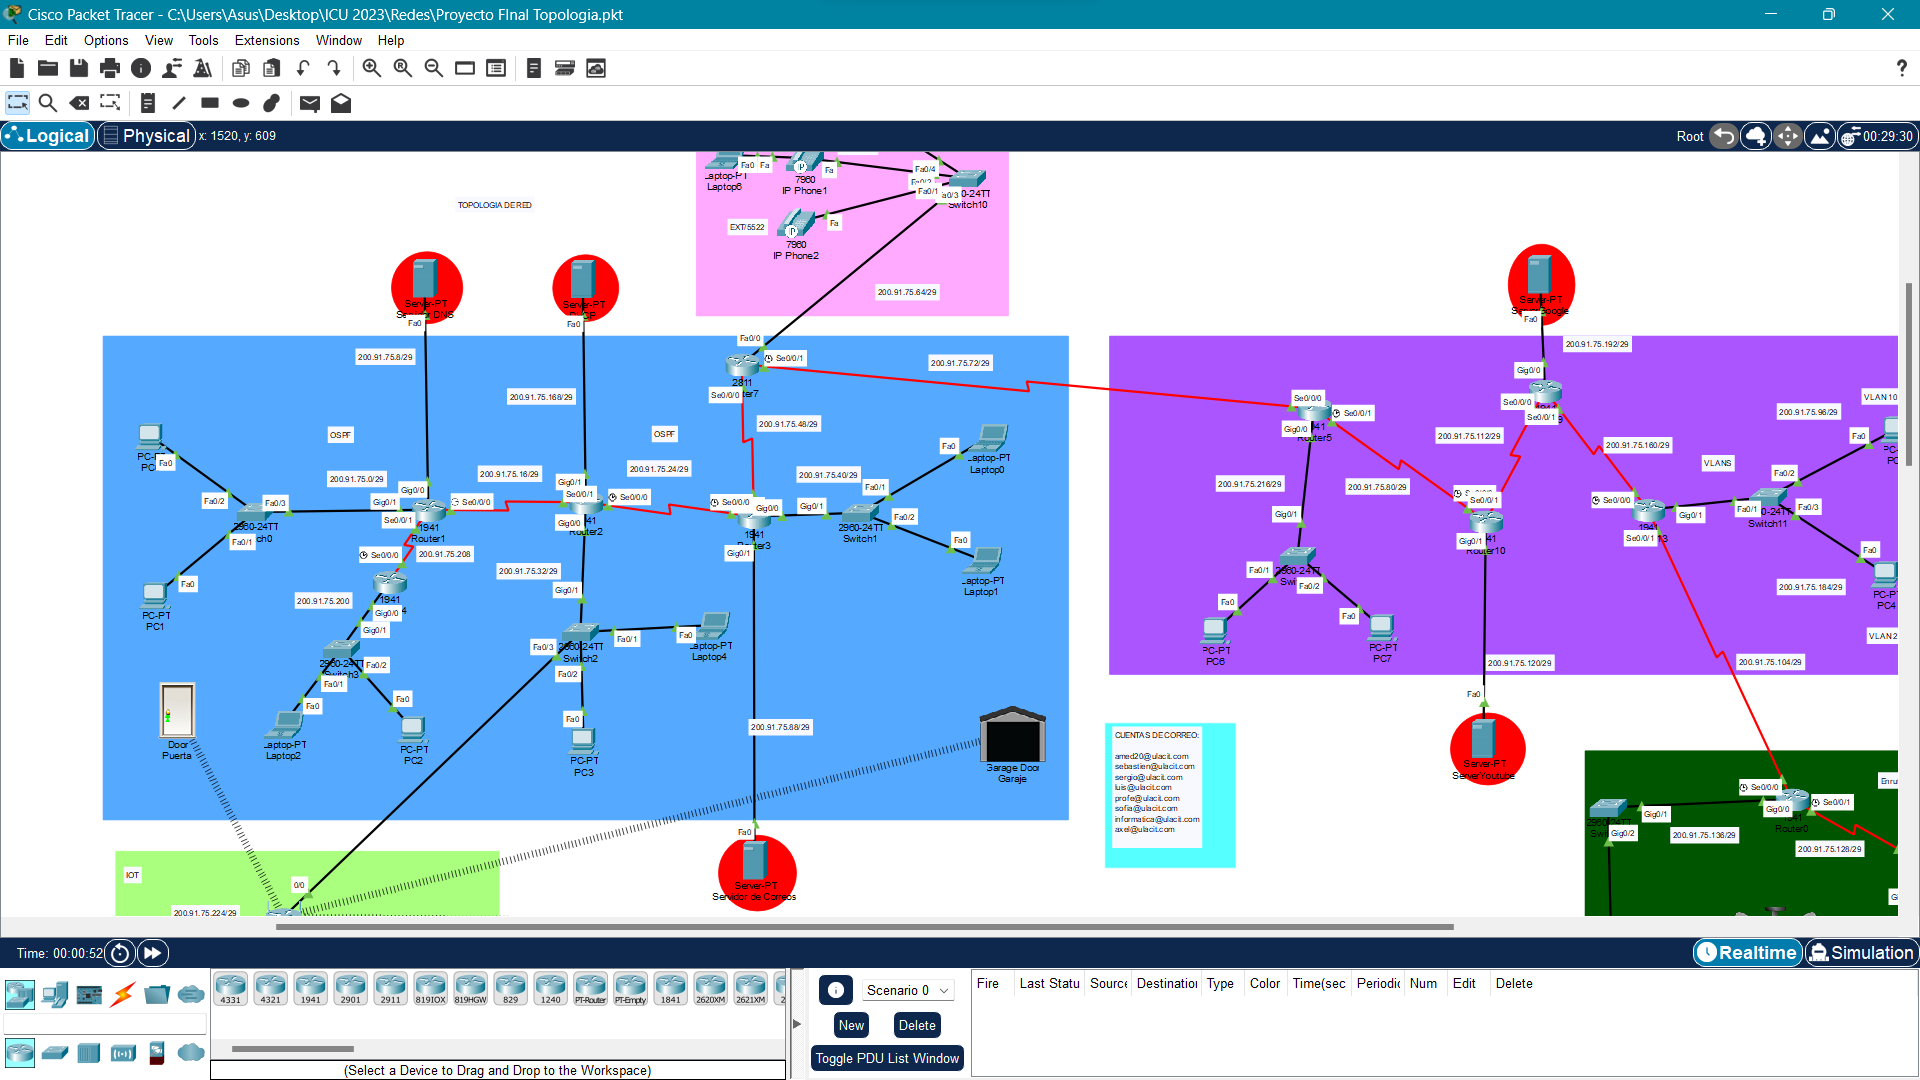 Cisco Packet Tracer - C:\Users\Asus\Desktop\ICU 2023\Redes\Proyecto FInal Topologia.pkt
File Edit Options View Tools Extensions Window Help
Logical Physical x: 1520, y: 609 Root 00:29:30
TOPOLOGIA DE RED
Laptop6
Fa0 Fa
7960
IP Phone1
Fa
Fa0/4
Fa0/1
Fa0/3
Switch10
EXT/5522
Fa
7960
IP Phone2
200.91.75.64/29
Server-PT
Fa0
Server-PT
Fa0
Server-PT
Fa0
Fa0/0
Se0/0/1
2811
Se0/0/0
200.91.75.8/29
200.91.75.168/29
200.91.75.72/29
200.91.75.48/29
200.91.75.192/29
OSPF
OSPF
200.91.75.0/29
200.91.75.16/29
200.91.75.24/29
200.91.75.40/29
Fa0
Fa0/2
Fa0/3
2960-24TT
Fa0/1
Fa0
PC-PT
PC1
Gig0/0
Gig0/1
Se0/0/0
Se0/0/1
1941
Router1
200.91.75.208
Se0/0/0
1941
Gig0/0
Gig0/1
200.91.75.200
2960-24TT
Switch3
Fa0/2
Fa0/1
Fa0
Laptop-PT
Laptop2
Fa0
PC-PT
PC2
Gig0/1
Se0/0/1
Se0/0/0
Gig0/0
Router2
200.91.75.32/29
Gig0/1
2960-24TT
Switch2
Fa0/3
Fa0/1
Fa0/2
Fa0
Laptop-PT
Laptop4
Fa0
PC-PT
PC3
Se0/0/0
Gig0/0
Gig0/1
1941
Router3
Gig0/1
2960-24TT
Switch1
Fa0/1
Fa0/2
Fa0
Laptop-PT
Laptop0
Fa0
Laptop-PT
Laptop1
200.91.75.88/29
Fa0
Server-PT
Servidor de Correos
Door
Puerta
Garage Door
Garaje
IOT
0/0
200.91.75.224/29
Se0/0/0
Se0/0/1
Gig0/0
Router5
200.91.75.216/29
200.91.75.80/29
200.91.75.112/29
Gig0/1
2960-24TT
Fa0/1
Fa0/2
Fa0
PC-PT
PC6
Fa0
PC-PT
PC7
Gig0/0
Se0/0/0
Se0/0/1
200.91.75.160/29
Se0/0/1
Gig0/1
Router10
200.91.75.120/29
Fa0
Server-PT
ServerYoutube
Se0/0/0
Gig0/1
1941
Se0/0/1
VLANS
Fa0/2
Fa0/1
Fa0/3
Switch11
200.91.75.96/29
VLAN 10
Fa0
Fa0
PC-PT
PC4
200.91.75.184/29
VLAN 2
200.91.75.104/29
CUENTAS DE CORREO:
amed20@ulacit.com
sebastien@ulacit.com
sergio@ulacit.com
luis@ulacit.com
profe@ulacit.com
sofia@ulacit.com
informatica@ulacit.com
axel@ulacit.com
Se0/0/0
Se0/0/1
Gig0/0
Router0
Gig0/1
Gig0/2
200.91.75.136/29
200.91.75.128/29
Time: 00:00:52 Realtime Simulation
4331 4321 1941 2901 2911 819IOX 819HGW 829 1240 PT-Router PT-Empty 1841 2620XM 2621XM
(Select a Device to Drag and Drop to the Workspace)
Scenario 0
New Delete
Toggle PDU List Window
Fire Last Statu Source Destination Type Color Time(sec Periodic Num Edit Delete